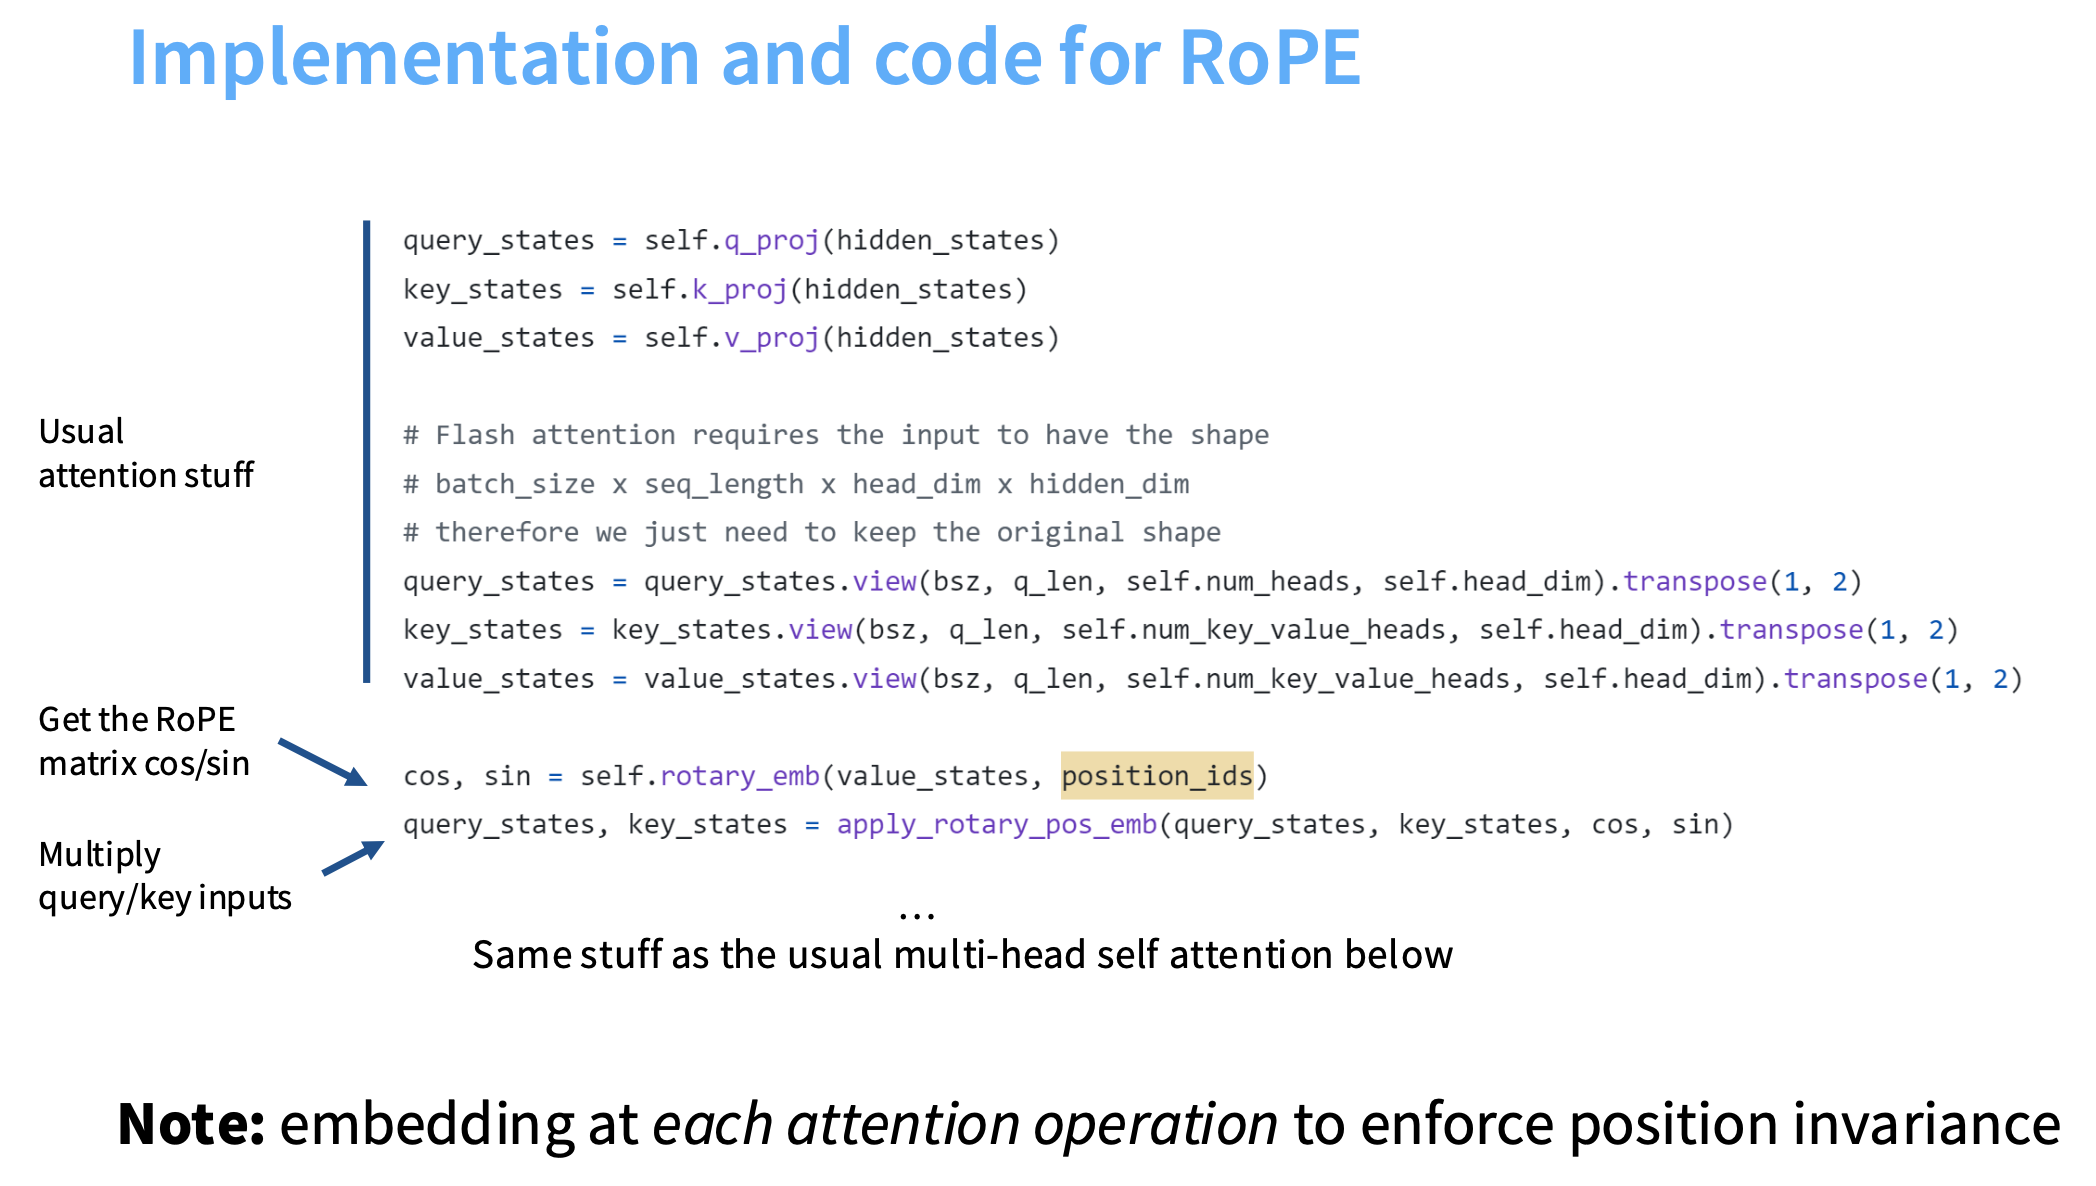 Implementation and code for RoPE
query_states = self.q_proj(hidden_states)
key_states = self.k_proj(hidden_states)
value_states = self.v_proj(hidden_states)
Usual
attention stuff
# Flash attention requires the input to have the shape
# batch_size x seq_length x head_dim x hidden_dim
# therefore we just need to keep the original shape
query_states = query_states.view(bsz, q_len, self.num_heads, self.head_dim).transpose(1, 2)
key_states = key_states.view(bsz, q_len, self.num_key_value_heads, self.head_dim).transpose(1, 2)
value_states = value_states.view(bsz, q_len, self.num_key_value_heads, self.head_dim).transpose(1, 2)
Get the RoPE
matrix cos/sin
cos, sin = self.rotary_emb(value_states, position_ids)
query_states, key_states = apply_rotary_pos_emb(query_states, key_states, cos, sin)
Multiply
query/key inputs
...
Same stuff as the usual multi-head self attention below
Note: embedding at each attention operation to enforce position invariance